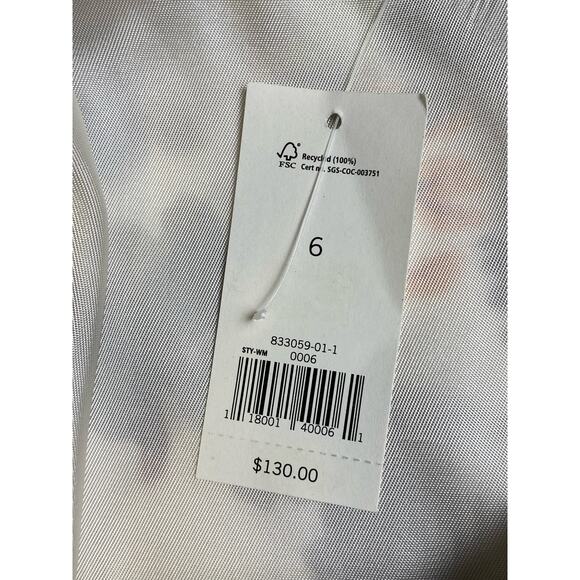 FSC® Recycled (100%)
Cert no. SGS-COC-003751
6
833059-01-1
STY-WM 0006
1 18001 40006 1
$130.00